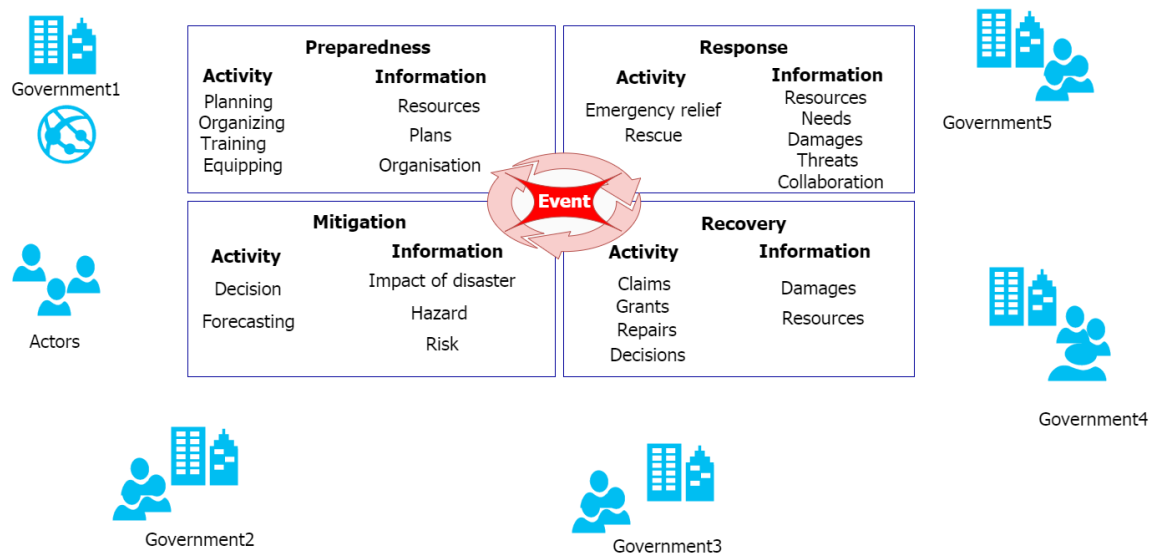 Government1
Preparedness
Activity
Planning
Organizing
Training
Equipping
Information
Resources
Plans
Organisation
Response
Activity
Emergency relief
Rescue
Information
Resources
Needs
Damages
Threats
Collaboration
Government5
Event
Mitigation
Activity
Decision
Forecasting
Information
Impact of disaster
Hazard
Risk
Recovery
Activity
Claims
Grants
Repairs
Decisions
Information
Damages
Resources
Actors
Government4
Government2
Government3